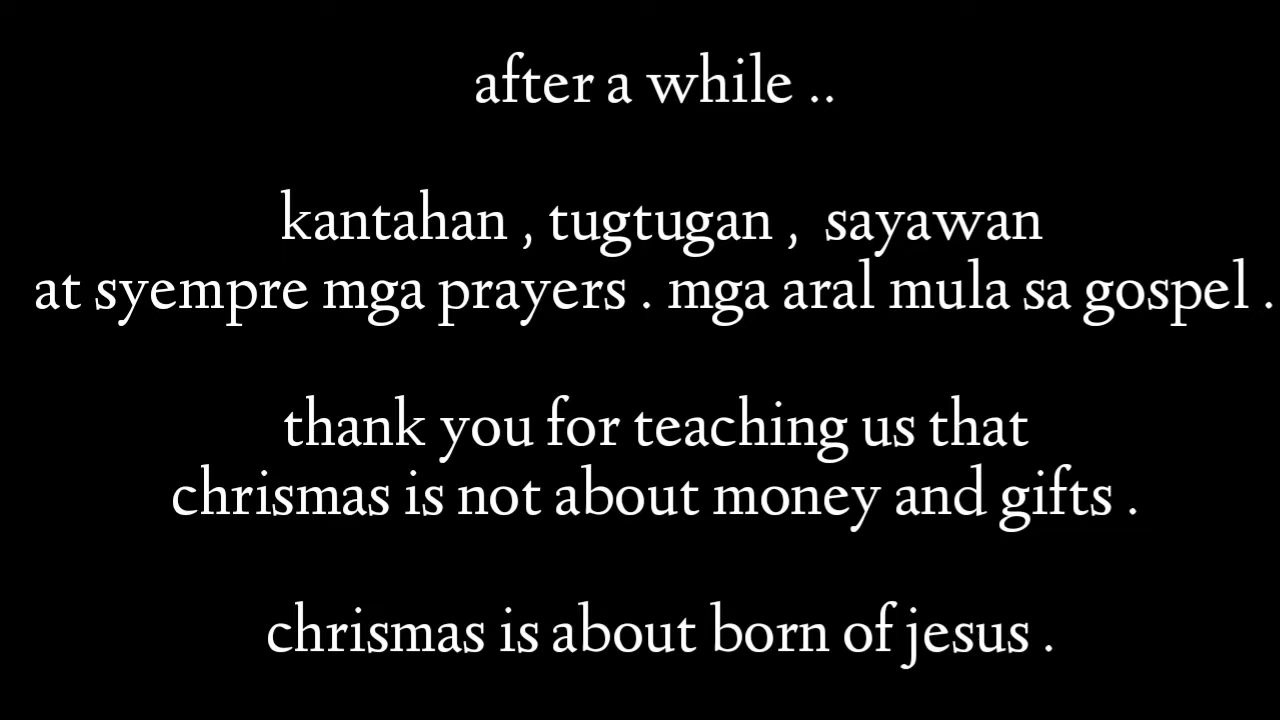 after a while ..
kantahan , tugtugan , sayawan
at syempre mga prayers . mga aral mula sa gospel .
thank you for teaching us that
chrismas is not about money and gifts .
chrismas is about born of jesus .